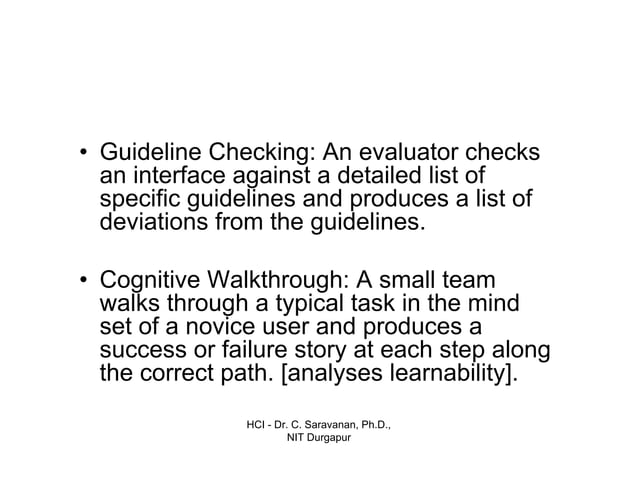 • Guideline Checking: An evaluator checks
an interface against a detailed list of
specific guidelines and produces a list of
deviations from the guidelines.
• Cognitive Walkthrough: A small team
walks through a typical task in the mind
set of a novice user and produces a
success or failure story at each step along
the correct path. [analyses learnability].
HCI - Dr. C. Saravanan, Ph.D.,
NIT Durgapur